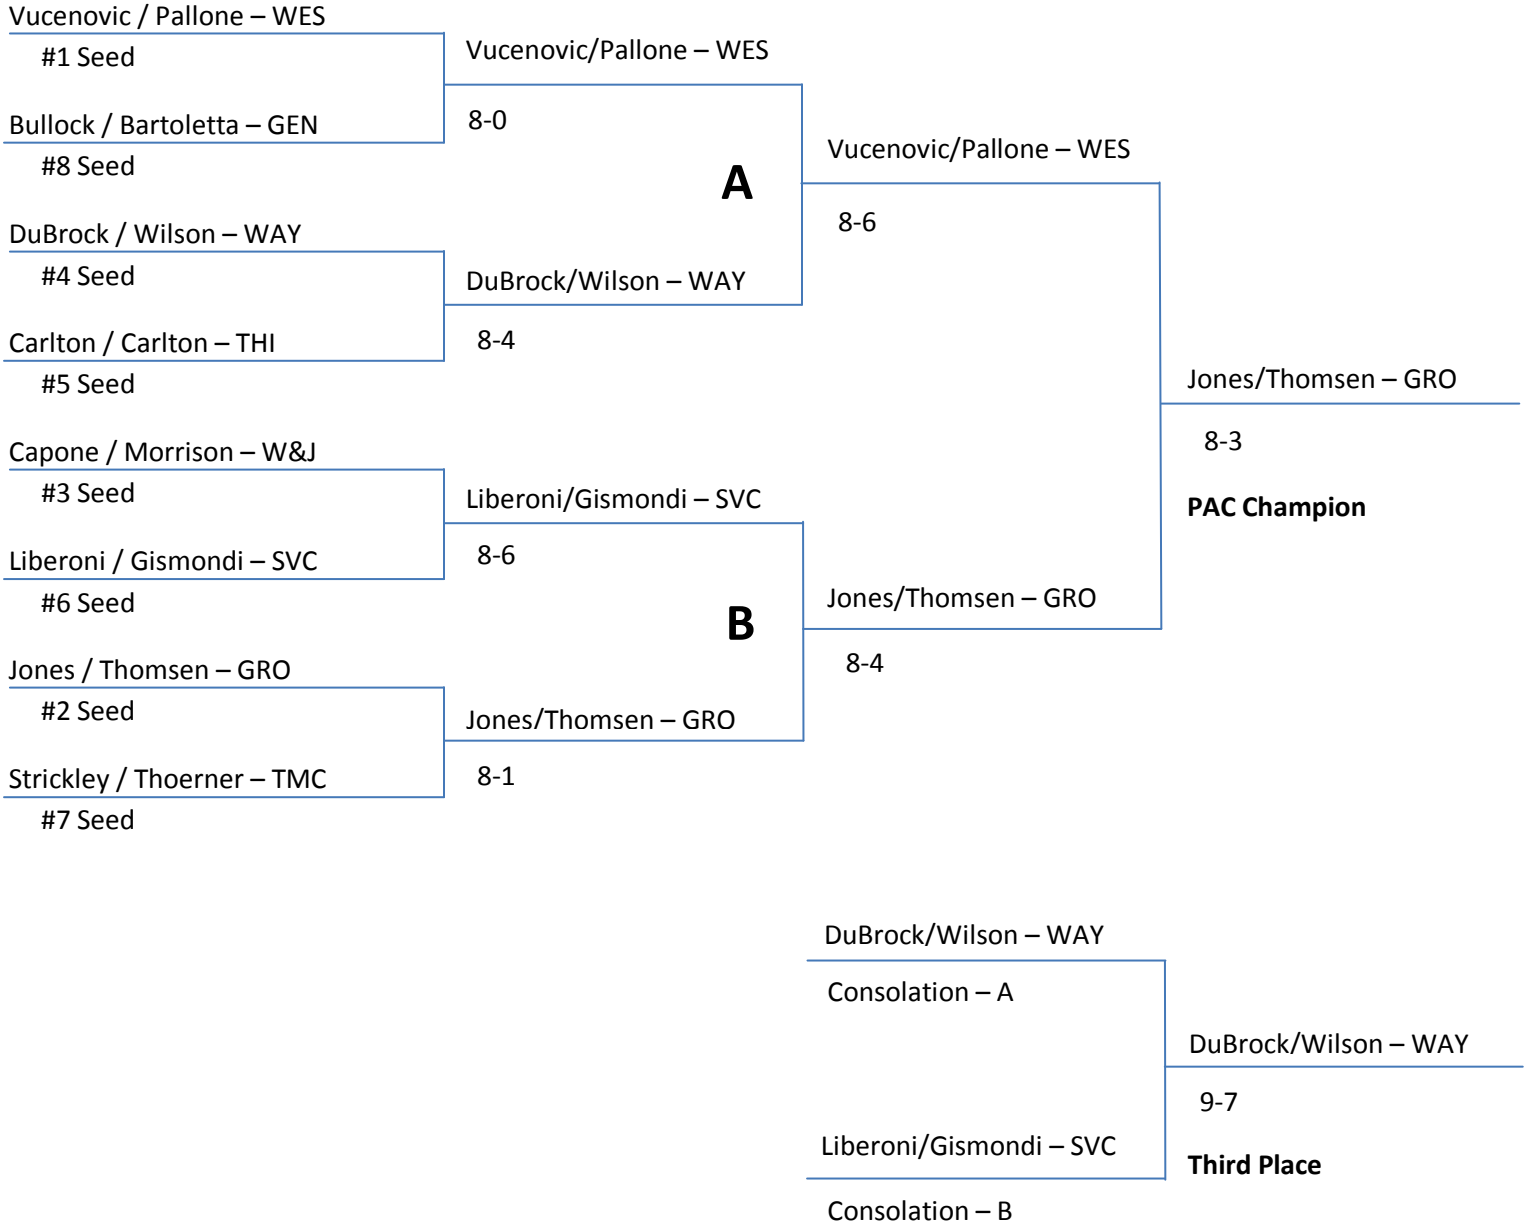 Vucenovic / Pallone – WES
#1 Seed
Vucenovic/Pallone – WES
Bullock / Bartoletta – GEN
8-0
#8 Seed
Vucenovic/Pallone – WES
A
8-6
DuBrock / Wilson – WAY
#4 Seed
DuBrock/Wilson – WAY
Carlton / Carlton – THI
8-4
#5 Seed
Jones/Thomsen – GRO
8-3
PAC Champion
Capone / Morrison – W&J
#3 Seed
Liberoni/Gismondi – SVC
Liberoni / Gismondi – SVC
8-6
#6 Seed
B
Jones/Thomsen – GRO
8-4
Jones / Thomsen – GRO
#2 Seed
Jones/Thomsen – GRO
Strickley / Thoerner – TMC
8-1
#7 Seed
DuBrock/Wilson – WAY
Consolation – A
DuBrock/Wilson – WAY
9-7
Liberoni/Gismondi – SVC
Third Place
Consolation – B